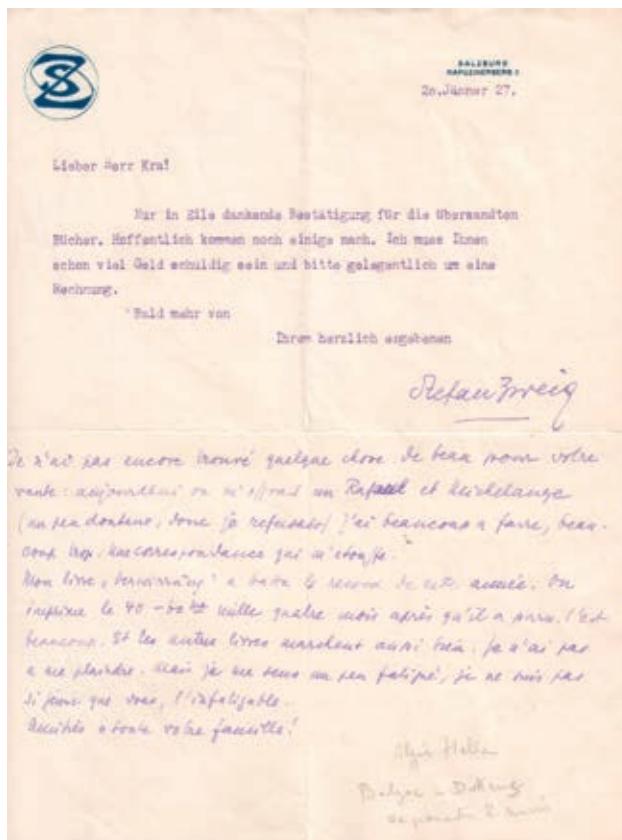 SZ
SALZBURG
KAPUZINERBERG 5
20.Jänner 27.
Lieber Herr Kra!
Nur in Eile dankende Bestätigung für die übersandten
Bücher. Hoffentlich kommen noch einige nach. Ich muss Ihnen
schon viel Geld schuldig sein und bitte gelegentlich um eine
Rechnung.
Bald mehr von
Ihrem herzlich ergebenen
Stefan Zweig
Je n'ai pas encore trouvé quelque chose de beau pour votre
vente: aujourdhui on m'offrait un Rafael et Michelange
(un peu douteux, donc je refusais) j'ai beaucoup a faire, beau-
coup trop. Une correspondance qui m'etouffe.
Mon livre "Verwirrung" a battu le record de cette année. On
imprime le 40 - mille quatre mois après qu'il a paru. C'est
beaucoup. Et les autres livres marchent aussi bien. je n'ai pas
a me plaindre. Mais je me sens un peu fatigué, je ne suis pas
si jeune que vous, l'infatigable.
Amitiés a toute votre famille!
Balzac Dickens